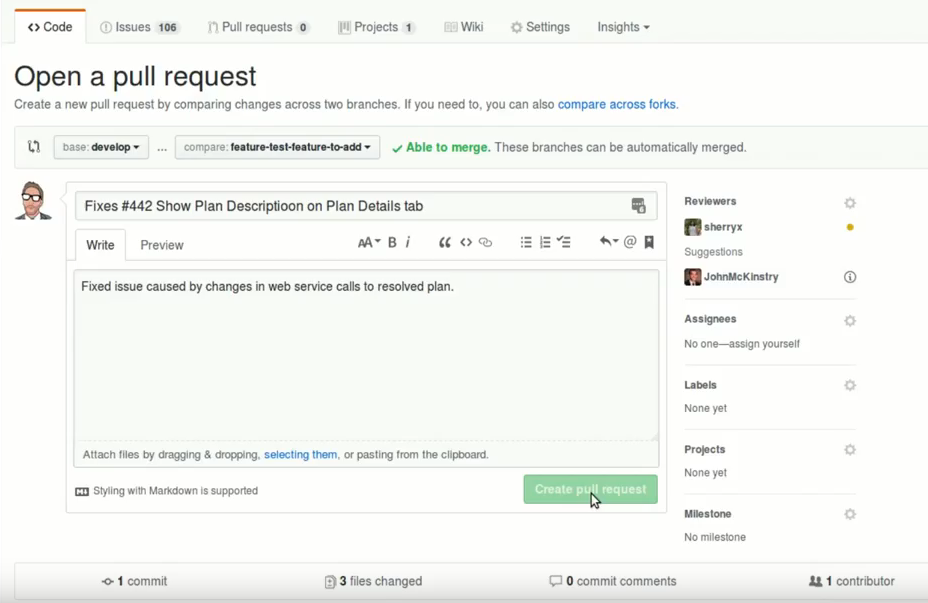 Code Issues 106 Pull requests 0 Projects 1 Wiki Settings Insights
Open a pull request
Create a new pull request by comparing changes across two branches. If you need to, you can also compare across forks.
base: develop ... compare: feature-test-feature-to-add Able to merge. These branches can be automatically merged.
Fixes #442 Show Plan Descriptioon on Plan Details tab
Write Preview AA B i
Fixed issue caused by changes in web service calls to resolved plan.
Attach files by dragging & dropping, selecting them, or pasting from the clipboard.
Styling with Markdown is supported
Create pull request
Reviewers
sherryx
Suggestions
JohnMcKinstry
Assignees
No one—assign yourself
Labels
None yet
Projects
None yet
Milestone
No milestone
1 commit 3 files changed 0 commit comments 1 contributor